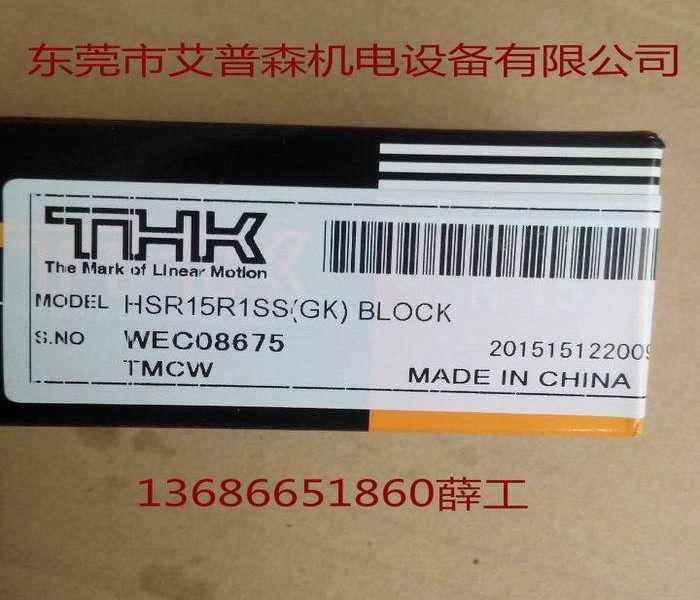 东莞市艾普森机电设备有限公司
THK
The Mark of Linear Motion
MODEL HSR15R1SS(GK) BLOCK
S.NO WEC08675
201515122009
TMCW
MADE IN CHINA
13686651860薛工